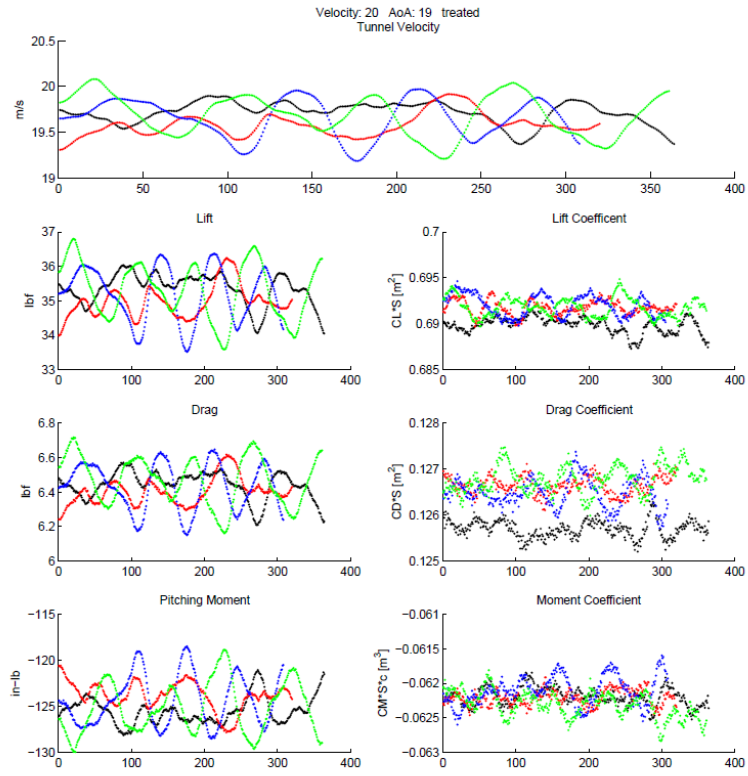 Velocity: 20 AoA: 19 treated
Tunnel Velocity
20.5
20
19.5
19
m/s
0 50 100 150 200 250 300 350 400
Lift
37
36
35
34
33
lbf
0 100 200 300 400
Lift Coefficent
0.7
0.695
0.69
0.685
CL*S [m²]
0 100 200 300 400
Drag
6.8
6.6
6.4
6.2
6
lbf
0 100 200 300 400
Drag Coefficient
0.128
0.127
0.126
0.125
CD*S [m²]
0 100 200 300 400
Pitching Moment
−115
−120
−125
−130
in−lb
0 100 200 300 400
Moment Coefficient
−0.061
−0.0615
−0.062
−0.0625
−0.063
CM*S*c [m³]
0 100 200 300 400